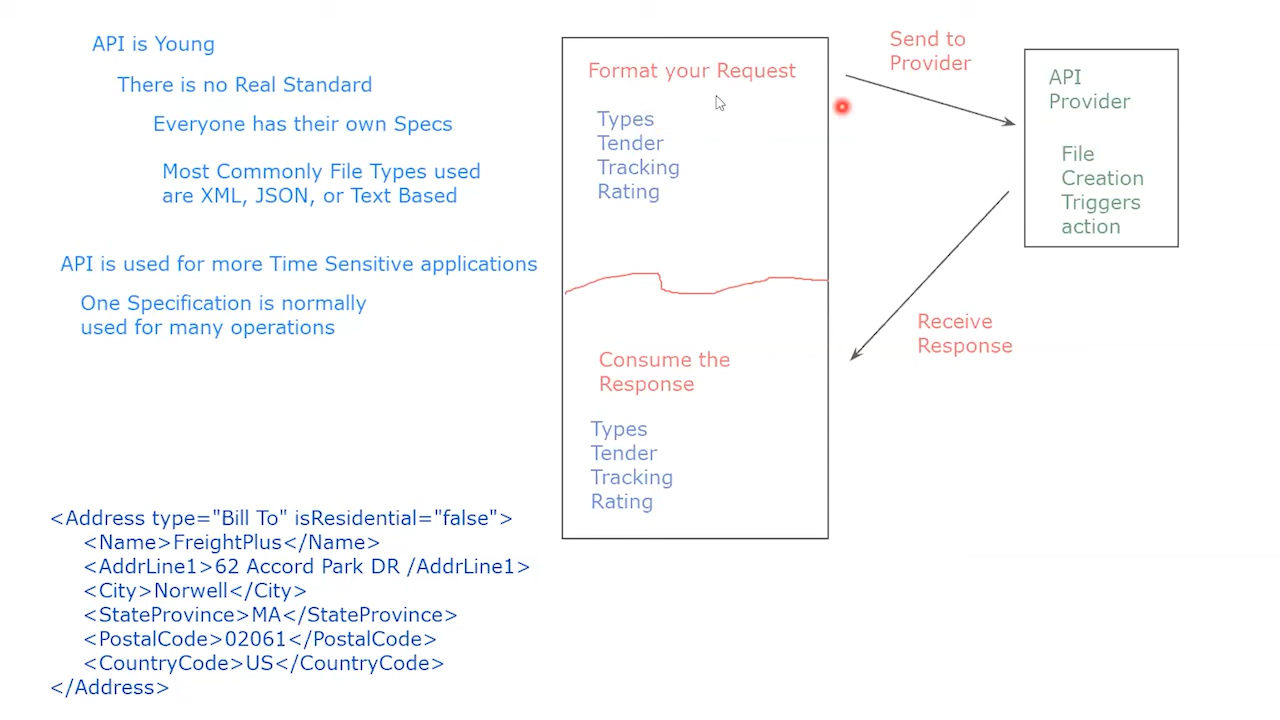 API is Young
There is no Real Standard
Everyone has their own Specs
Most Commonly File Types used
are XML, JSON, or Text Based
API is used for more Time Sensitive applications
One Specification is normally
used for many operations
<Address type="Bill To" isResidential="false">
<Name>FreightPlus</Name>
<AddrLine1>62 Accord Park DR /AddrLine1>
<City>Norwell</City>
<StateProvince>MA</StateProvince>
<PostalCode>02061</PostalCode>
<CountryCode>US</CountryCode>
</Address>
Format your Request
Types
Tender
Tracking
Rating
Consume the
Response
Types
Tender
Tracking
Rating
Send to
Provider
Receive
Response
API
Provider
File
Creation
Triggers
action